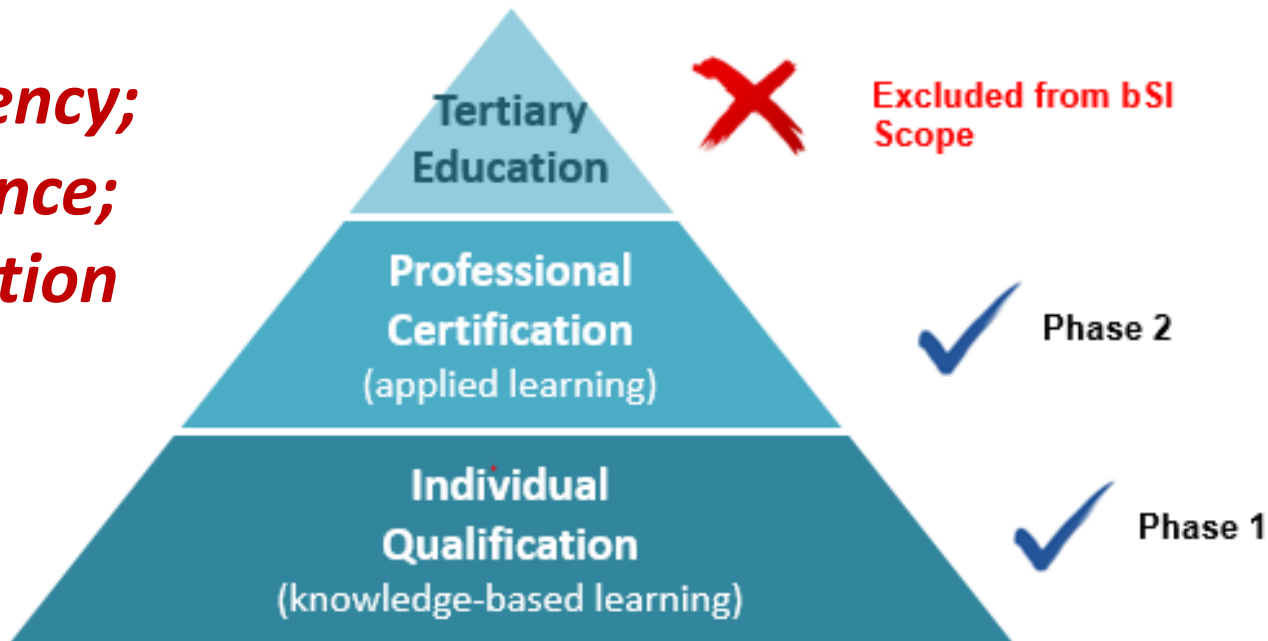 ency;
nce;
tion
Tertiary
Education
Excluded from bSI
Scope
Professional
Certification
(applied learning)
Phase 2
Individual
Qualification
(knowledge-based learning)
Phase 1